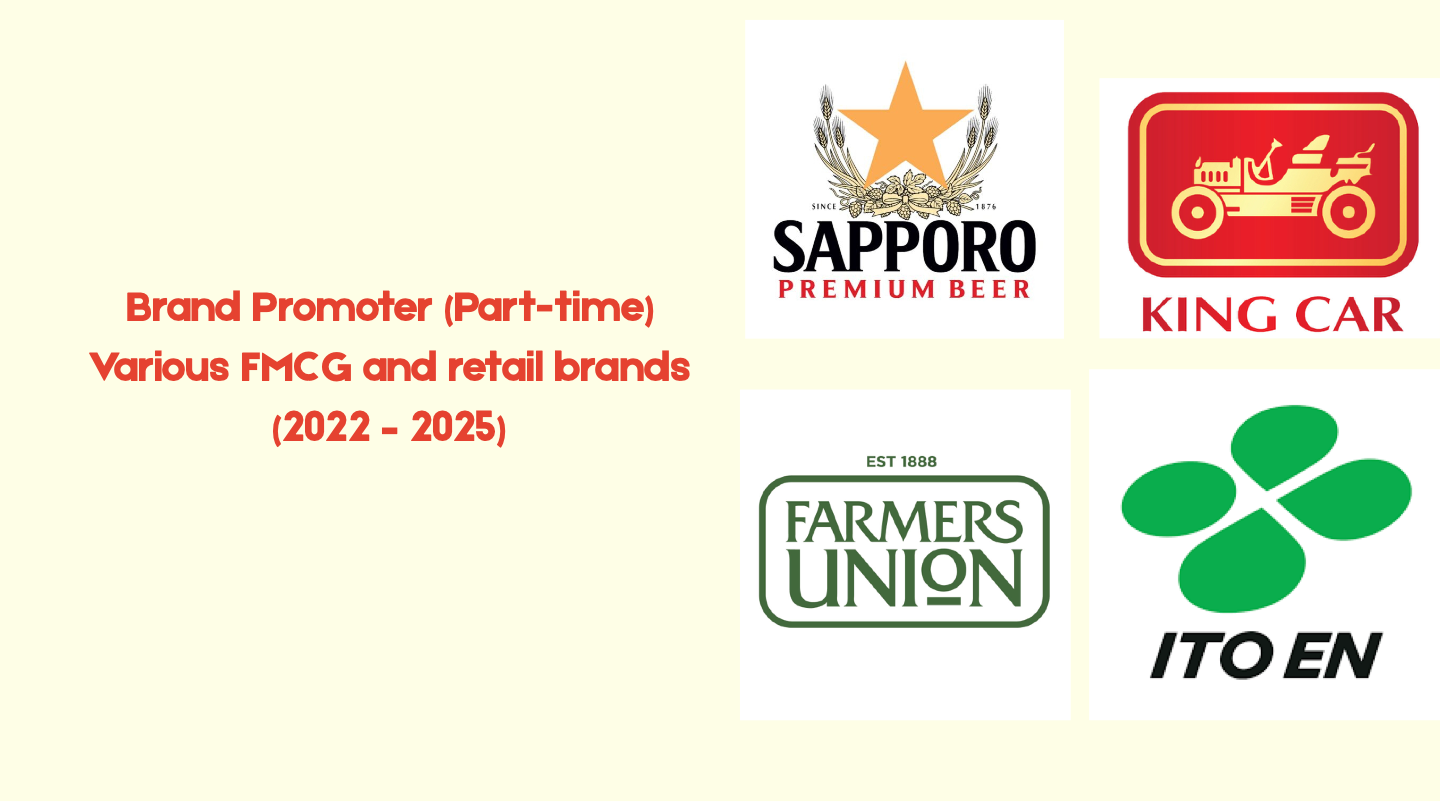 Brand Promoter (Part-time)
Various FMCG and retail brands
(2022 - 2025)
SINCE 1876
SAPPORO
PREMIUM BEER
KING CAR
EST 1888
FARMERS
UNION
ITO EN